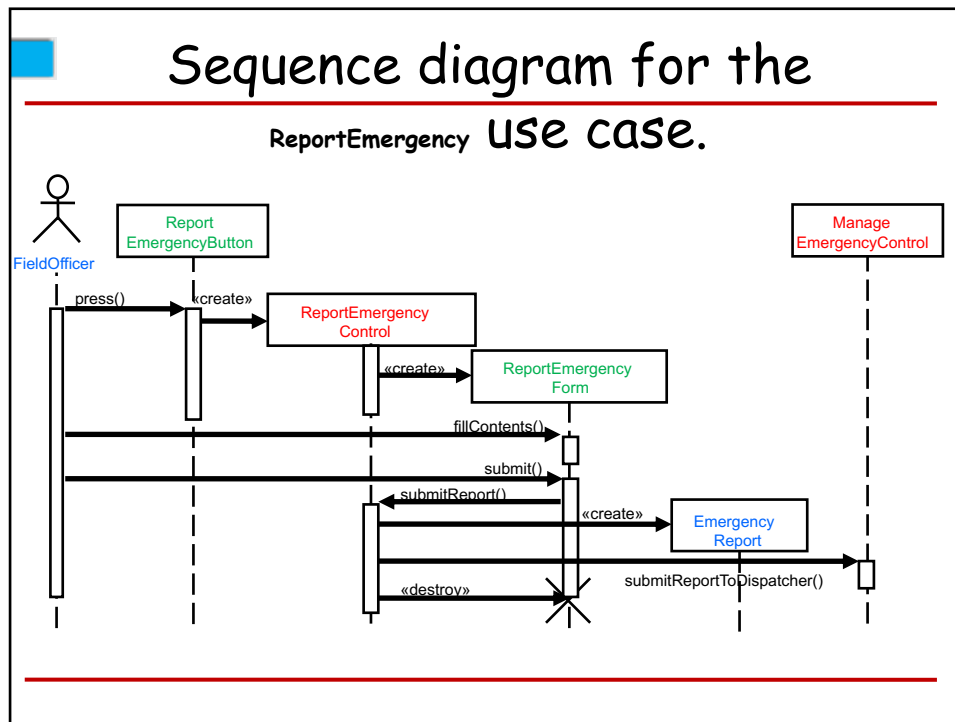 Sequence diagram for the
ReportEmergency use case.
FieldOfficer
Report
EmergencyButton
Manage
EmergencyControl
press()
«create»
ReportEmergency
Control
«create»
ReportEmergency
Form
fillContents()
submit()
submitReport()
«create»
Emergency
Report
submitReportToDispatcher()
«destroy»